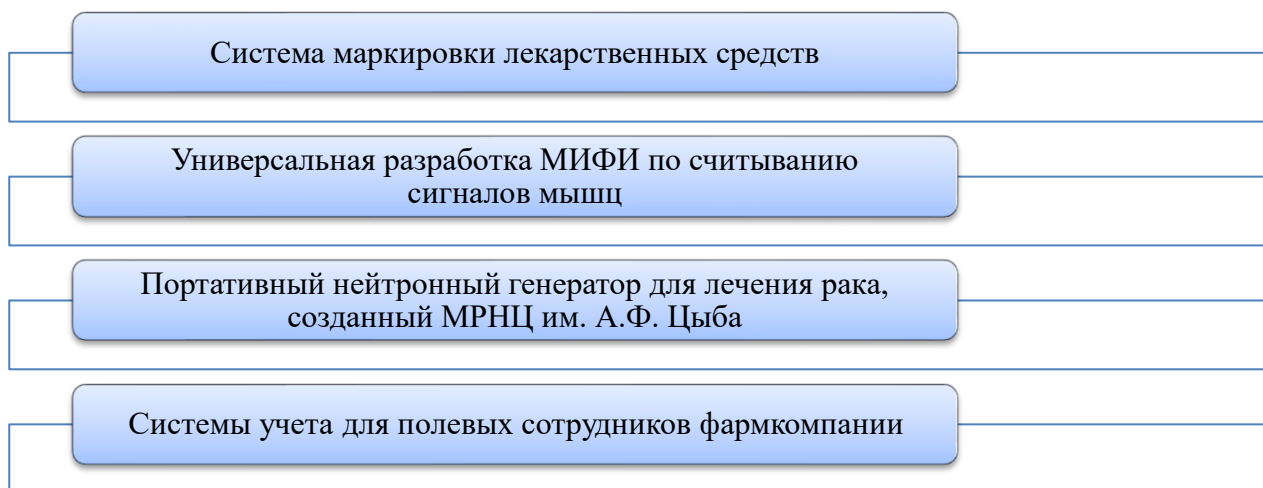 Система маркировки лекарственных средств
Универсальная разработка МИФИ по считыванию
сигналов мышц
Портативный нейтронный генератор для лечения рака,
созданный МРНЦ им. А.Ф. Цыба
Системы учета для полевых сотрудников фармкомпании